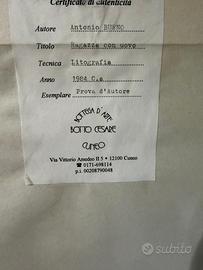 Certificato di autenticità
Autore Antonio BUENO
Titolo Ragazza con uovo
Tecnica Litografia
Anno 1984 C.a
Esemplare Prova d'Autore
BOTTEGA D'ARTE
BOTTO CESARE
CUNEO
Via Vittorio Amedeo II 5 • 12100 Cuneo
☎ 0171-698114
p.i. 00208790048
subito